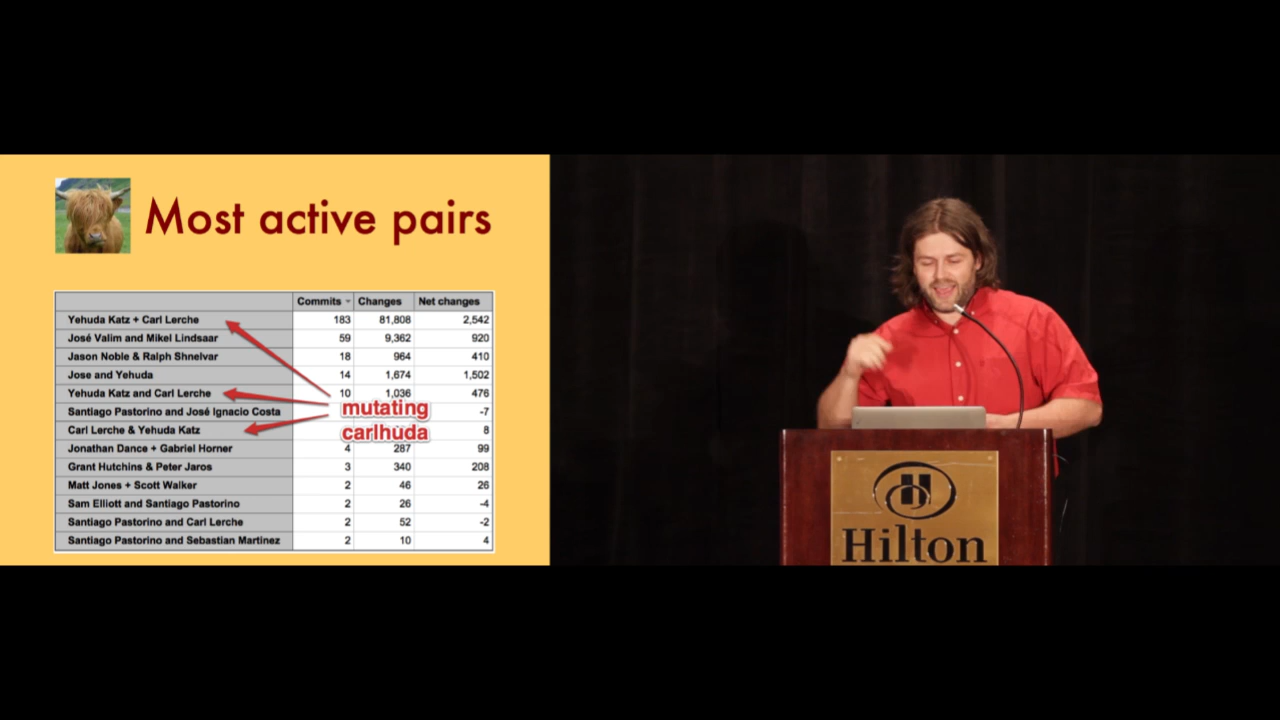 Most active pairs
Commits Changes Net changes
Yehuda Katz + Carl Lerche 183 81,808 2,542
José Valim and Mikel Lindsaar 59 9,362 920
Jason Noble & Ralph Shnelvar 18 964 410
Jose and Yehuda 14 1,674 1,502
Yehuda Katz and Carl Lerche 10 1,036 476
Santiago Pastorino and José Ignacio Costa -7
mutating
Carl Lerche & Yehuda Katz 8
carlhuda
Jonathan Dance + Gabriel Horner 4 287 99
Grant Hutchins & Peter Jaros 3 340 208
Matt Jones + Scott Walker 2 46 26
Sam Elliott and Santiago Pastorino 2 26 -4
Santiago Pastorino and Carl Lerche 2 52 -2
Santiago Pastorino and Sebastian Martinez 2 10 4
Hilton